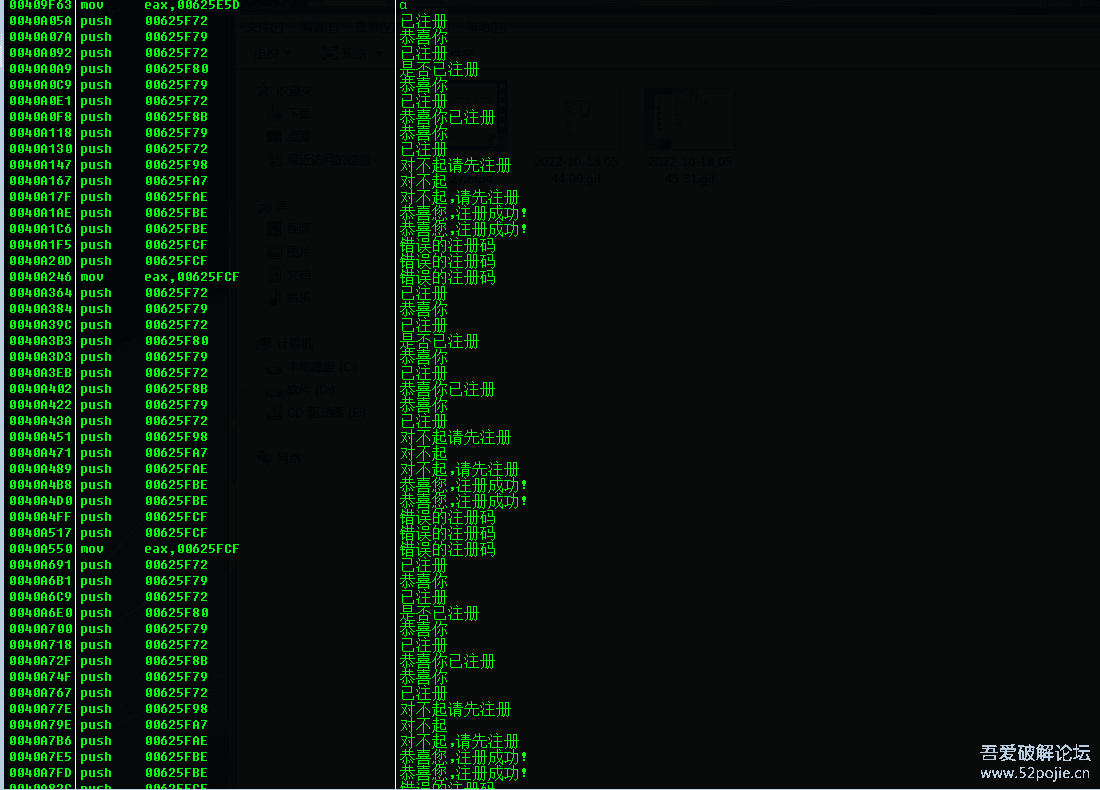 00409F63 mov eax,00625E5D α
0040A05A push 00625F72 已注册
0040A07A push 00625F79 恭喜你
0040A092 push 00625F72 已注册
0040A0A9 push 00625F80 是否已注册
0040A0C9 push 00625F79 恭喜你
0040A0E1 push 00625F72 已注册
0040A0F8 push 00625F8B 恭喜你已注册
0040A118 push 00625F79 恭喜你
0040A130 push 00625F72 已注册
0040A147 push 00625F98 对不起请先注册
0040A167 push 00625FA7 对不起
0040A17F push 00625FAE 对不起,请先注册
0040A1AE push 00625FBE 恭喜您,注册成功!
0040A1C6 push 00625FBE 恭喜您,注册成功!
0040A1F5 push 00625FCF 错误的注册码
0040A20D push 00625FCF 错误的注册码
0040A246 mov eax,00625FCF 错误的注册码
0040A364 push 00625F72 已注册
0040A384 push 00625F79 恭喜你
0040A39C push 00625F72 已注册
0040A3B3 push 00625F80 是否已注册
0040A3D3 push 00625F79 恭喜你
0040A3EB push 00625F72 已注册
0040A402 push 00625F8B 恭喜你已注册
0040A422 push 00625F79 恭喜你
0040A43A push 00625F72 已注册
0040A451 push 00625F98 对不起请先注册
0040A471 push 00625FA7 对不起
0040A489 push 00625FAE 对不起,请先注册
0040A4B8 push 00625FBE 恭喜您,注册成功!
0040A4D0 push 00625FBE 恭喜您,注册成功!
0040A4FF push 00625FCF 错误的注册码
0040A517 push 00625FCF 错误的注册码
0040A550 mov eax,00625FCF 错误的注册码
0040A691 push 00625F72 已注册
0040A6B1 push 00625F79 恭喜你
0040A6C9 push 00625F72 已注册
0040A6E0 push 00625F80 是否已注册
0040A700 push 00625F79 恭喜你
0040A718 push 00625F72 已注册
0040A72F push 00625F8B 恭喜你已注册
0040A74F push 00625F79 恭喜你
0040A767 push 00625F72 已注册
0040A77E push 00625F98 对不起请先注册
0040A79E push 00625FA7 对不起
0040A7B6 push 00625FAE 对不起,请先注册
0040A7E5 push 00625FBE 恭喜您,注册成功!
0040A7FD push 00625FBE 恭喜您,注册成功!
0040A82C push 00625FCF 错误的注册码
吾爱破解论坛
www.52pojie.cn